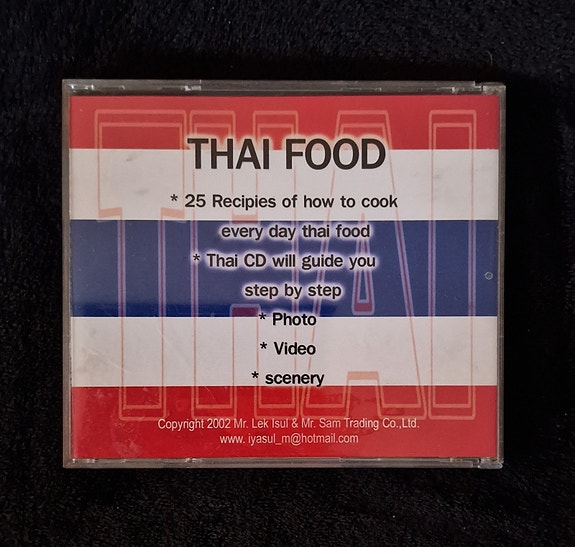 THAI
THAI FOOD
* 25 Recipies of how to cook
every day thai food
* Thai CD will guide you
step by step
* Photo
* Video
* scenery
Copyright 2002 Mr. Lek Isul & Mr. Sam Trading Co.,Ltd.
www. iyasul_m@hotmail.com